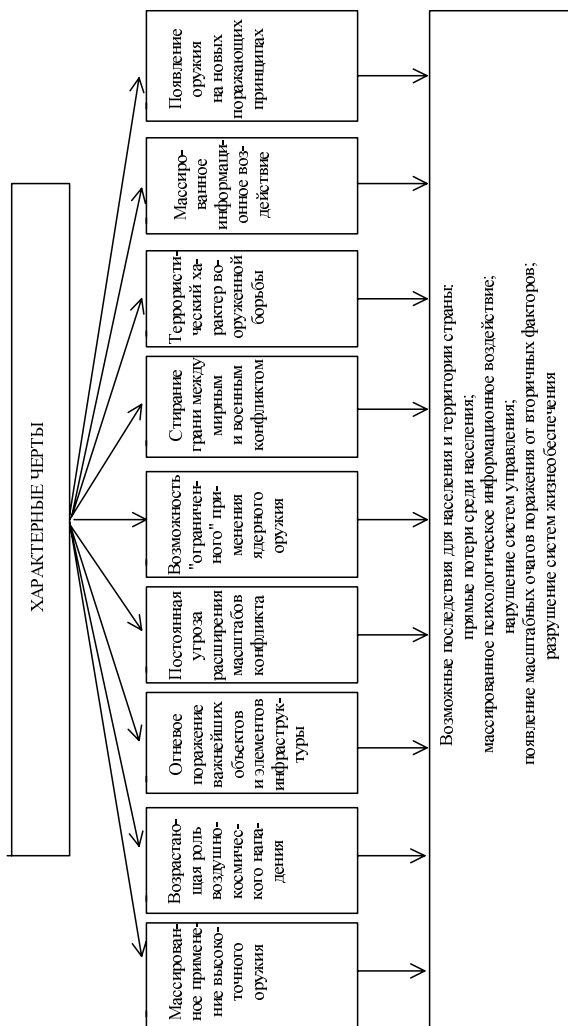 ХАРАКТЕРНЫЕ ЧЕРТЫ
Массирован-
ное примене-
ние высоко-
точного
оружия
Возрастаю-
щая роль
воздушно-
космичес-
кого напа-
дения
Огневое
поражение
важнейших
объектов
и элементов
инфраструк-
туры
Постоянная
угроза
расширения
масштабов
конфликта
Возможность
"ограничен-
ного" при-
менения
ядерного
оружия
Стирание
грани между
мирным
и военным
конфликтом
Террористи-
ческий ха-
рактер во-
оруженной
борьбы
Массиро-
ванное
информаци-
онное воз-
действие
Появление
оружия
на новых
поражающих
принципах
Возможные последствия для населения и территории страны:
прямые потери среди населения;
массированное психологическое информационное воздействие;
нарушение систем управления;
появление масштабных очагов поражения от вторичных факторов;
разрушение систем жизнеобеспечения